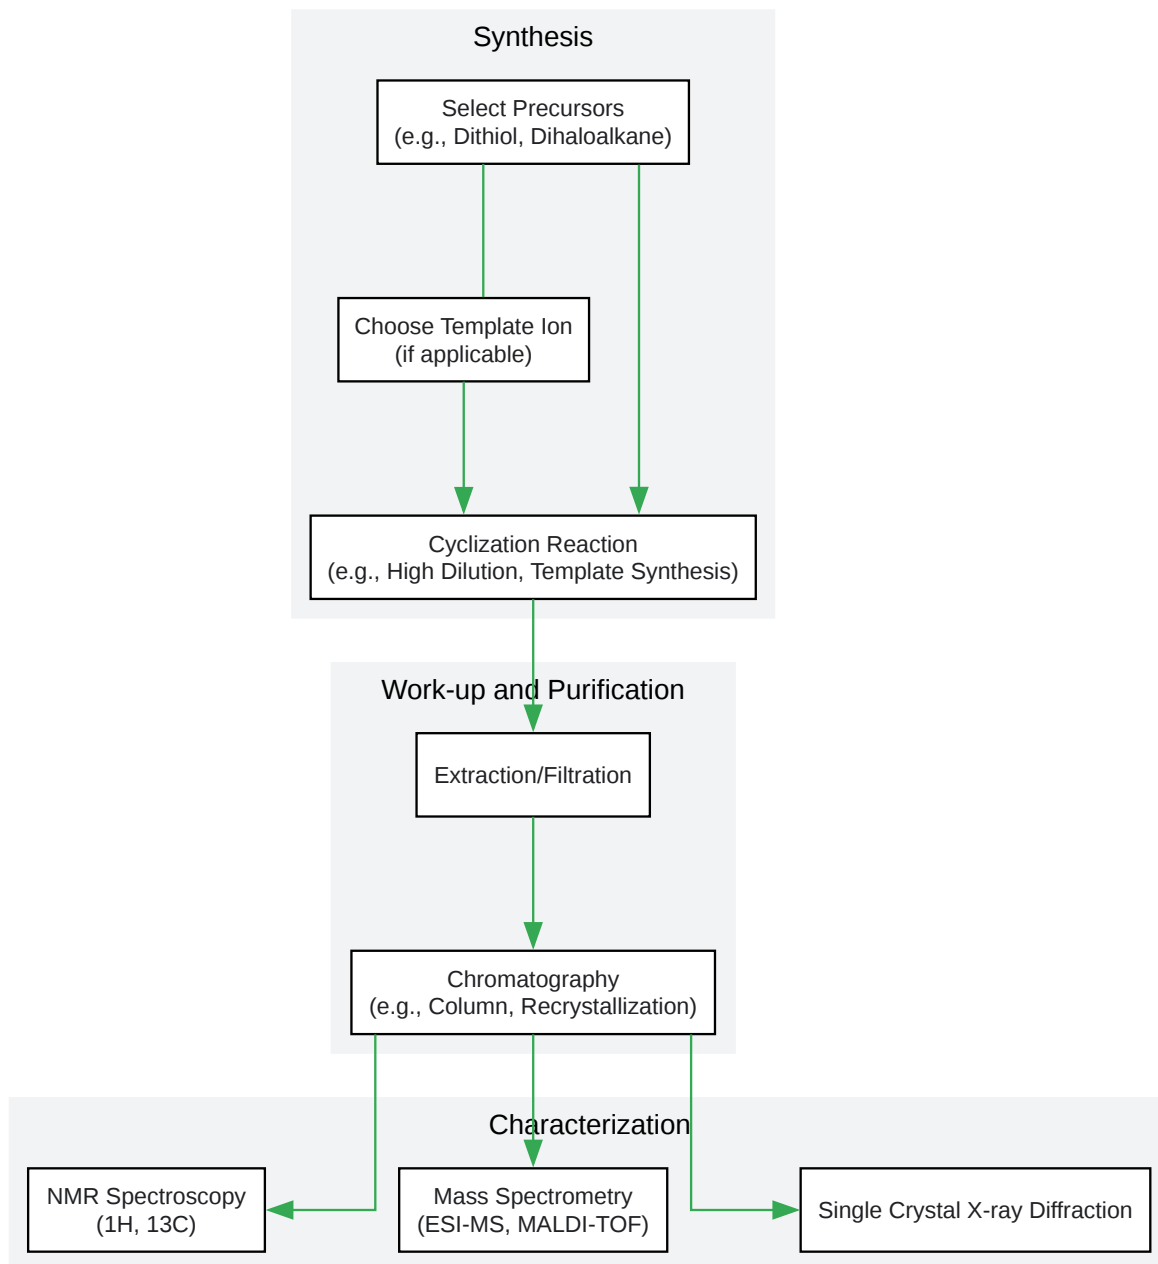 Synthesis
Select Precursors
(e.g., Dithiol, Dihaloalkane)
Choose Template Ion
(if applicable)
Cyclization Reaction
(e.g., High Dilution, Template Synthesis)
Work-up and Purification
Extraction/Filtration
Chromatography
(e.g., Column, Recrystallization)
Characterization
NMR Spectroscopy
(1H, 13C)
Mass Spectrometry
(ESI-MS, MALDI-TOF)
Single Crystal X-ray Diffraction